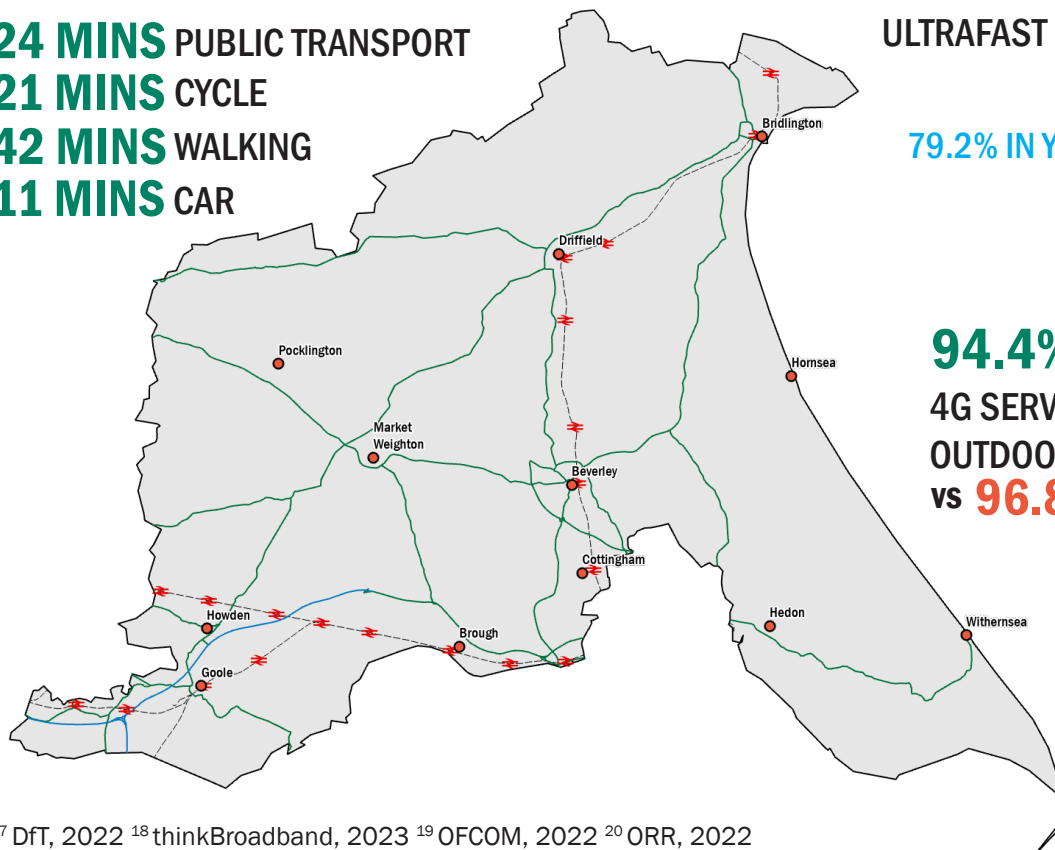 24 MINS PUBLIC TRANSPORT
21 MINS CYCLE
42 MINS WALKING
11 MINS CAR
ULTRAFAST
79.2% IN Y
94.4%
4G SERV
OUTDOO
vs 96.8
Bridlington
Driffield
Pocklington
Hornsea
Market
Weighton
Beverley
Cottingham
Howden
Hedon
Withernsea
Brough
Goole
7 DfT, 2022 18 thinkBroadband, 2023 19 OFCOM, 2022 20 ORR, 2022